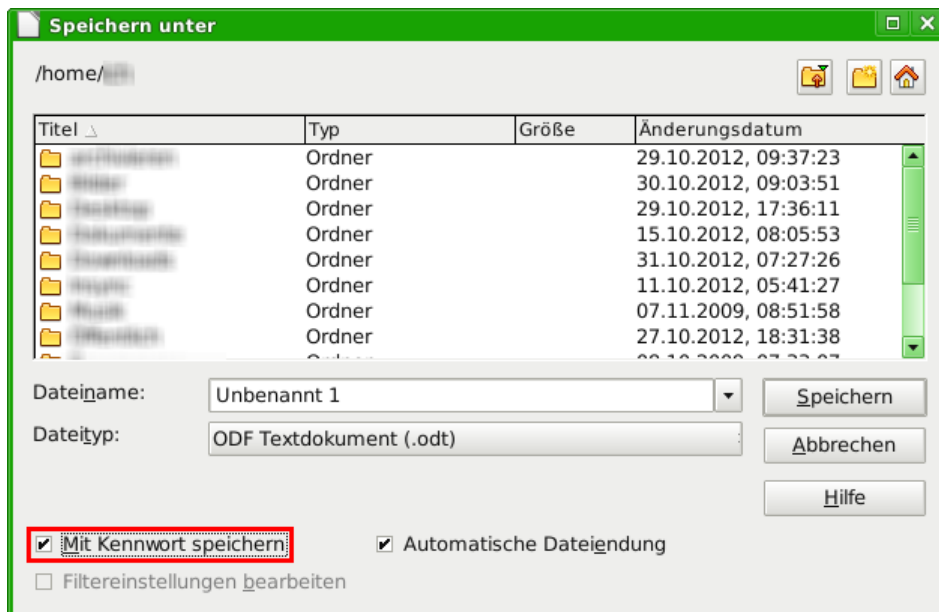 Speichern unter
/home/
Titel Typ Größe Änderungsdatum
Ordner 29.10.2012, 09:37:23
Ordner 30.10.2012, 09:03:51
Ordner 29.10.2012, 17:36:11
Ordner 15.10.2012, 08:05:53
Ordner 31.10.2012, 07:27:26
Ordner 11.10.2012, 05:41:27
Ordner 07.11.2009, 08:51:58
Ordner 27.10.2012, 18:31:38
Dateiname: Unbenannt 1 Speichern
Dateityp: ODF Textdokument (.odt) Abbrechen
Hilfe
Mit Kennwort speichern Automatische Dateiendung
Filtereinstellungen bearbeiten